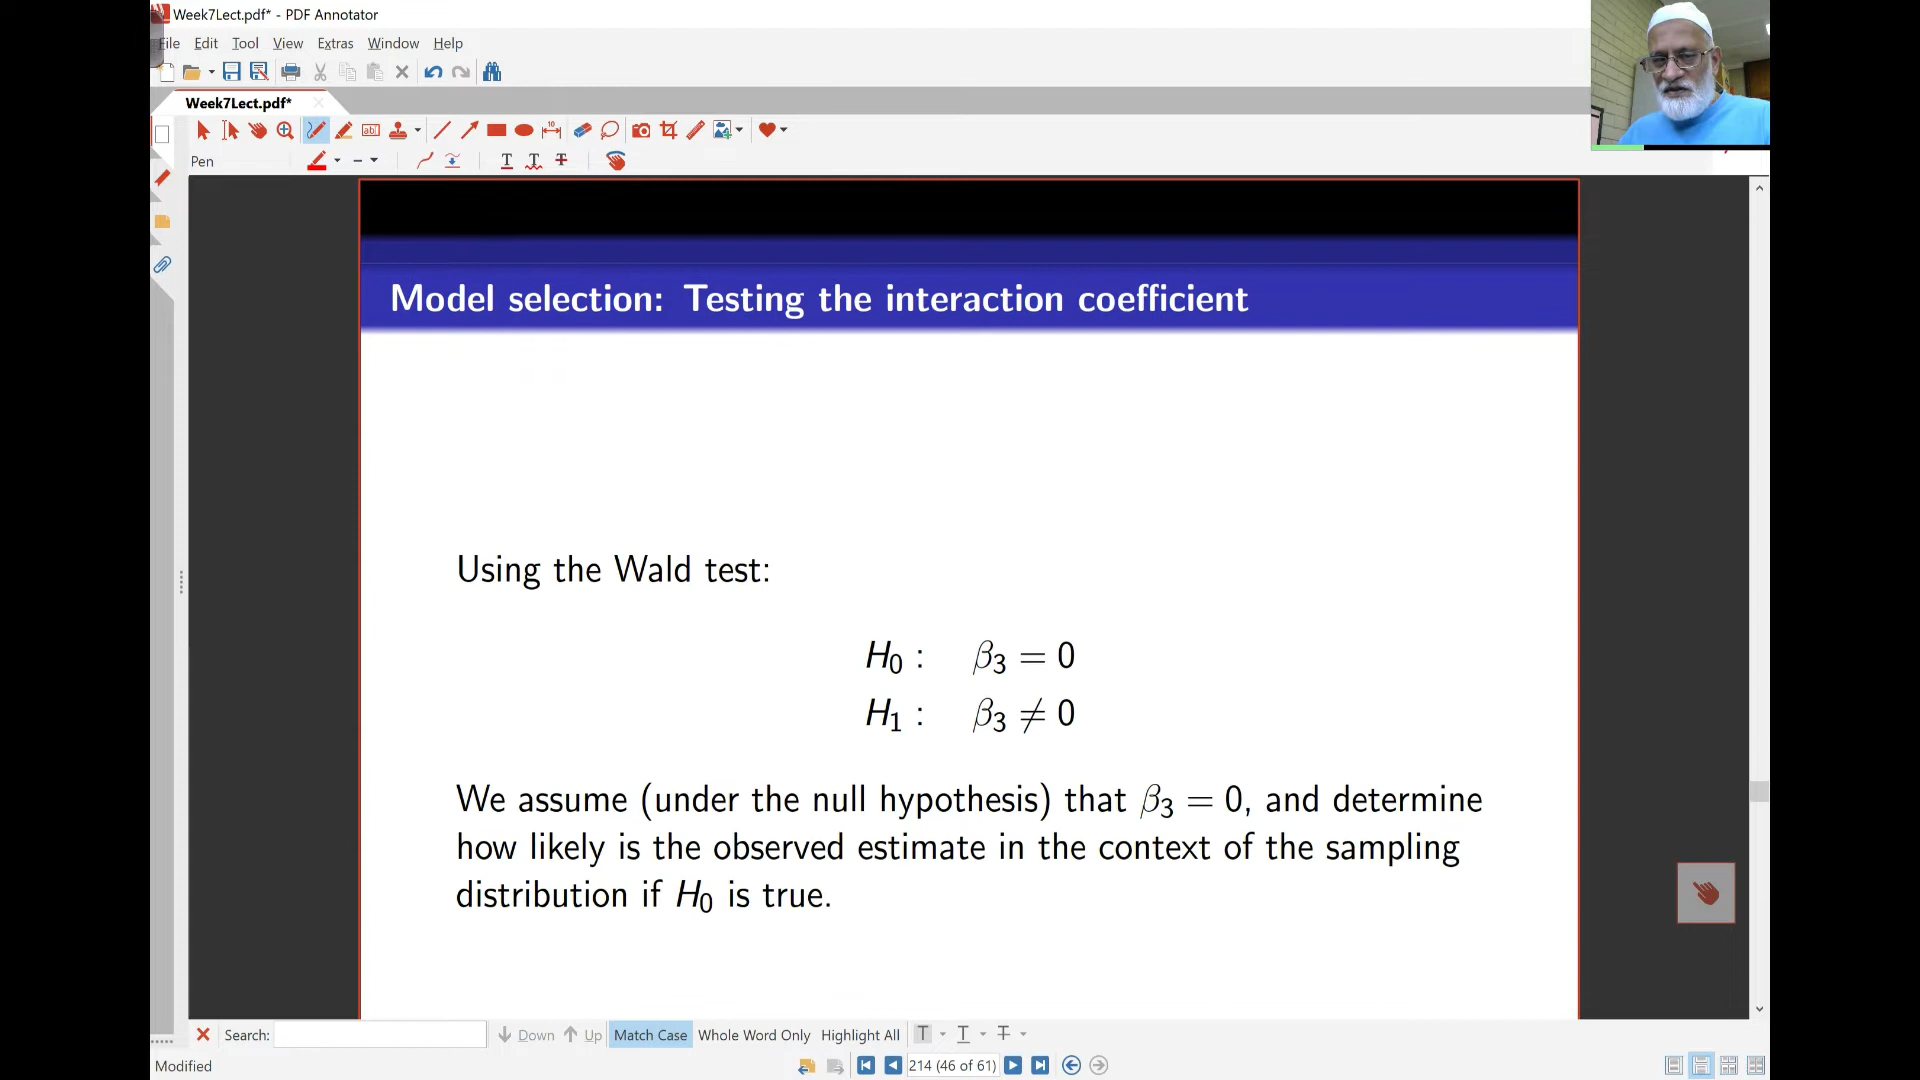 Week7Lect.pdf* - PDF Annotator
File Edit Tool View Extras Window Help
Week7Lect.pdf*
Pen
Model selection: Testing the interaction coefficient
Using the Wald test:
H₀ : β₃ = 0
H₁ : β₃ ≠ 0
We assume (under the null hypothesis) that β₃ = 0, and determine
how likely is the observed estimate in the context of the sampling
distribution if H₀ is true.
Search: Down Up Match Case Whole Word Only Highlight All
Modified
214 (46 of 61)